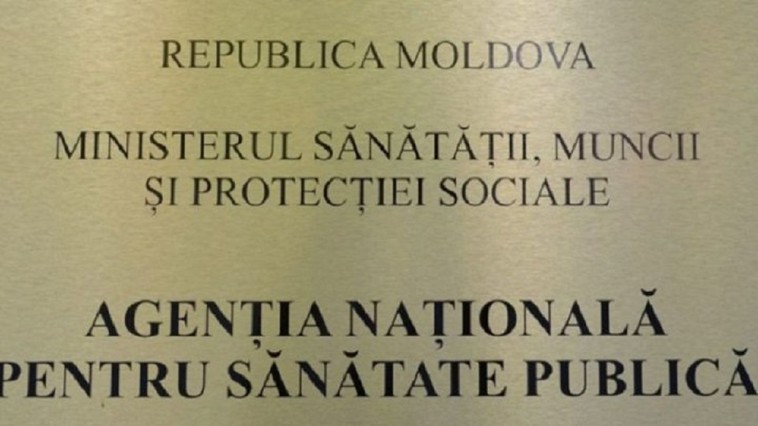 REPUBLICA MOLDOVA
MINISTERUL SĂNĂTĂȚII, MUNCII
ȘI PROTECȚIEI SOCIALE
AGENȚIA NAȚIONALĂ
PENTRU SĂNĂTATE PUBLICĂ